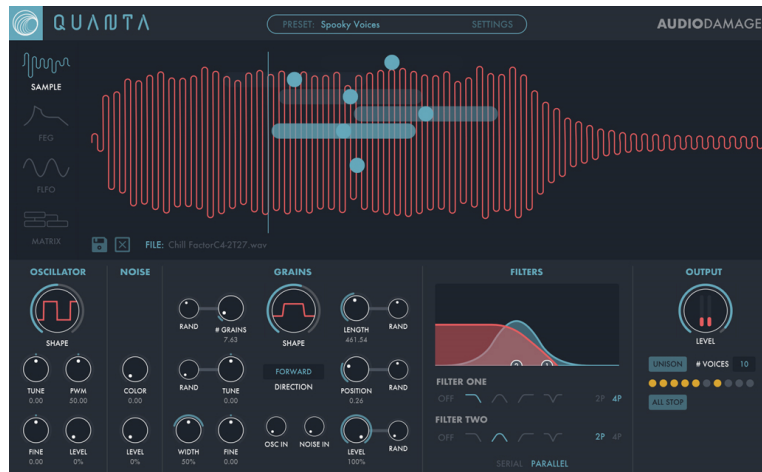 QUANTA
PRESET: Spooky Voices SETTINGS
AUDIODAMAGE
SAMPLE
FEG
FLFO
MATRIX
FILE: Chill FactorC4-2T27.wav
OSCILLATOR NOISE GRAINS FILTERS OUTPUT
SHAPE
RAND # GRAINS SHAPE LENGTH RAND
7.63 461.54
LEVEL
TUNE PWM COLOR RAND TUNE FORWARD POSITION RAND
0.00 50.00 0.00 0.00 DIRECTION 0.26
UNISON # VOICES 10
FILTER ONE
OFF 2P 4P
ALL STOP
FILTER TWO
OFF 2P 4P
FINE LEVEL LEVEL WIDTH FINE OSC IN NOISE IN LEVEL RAND
0.00 0% 0% 50% 0.00 100%
SERIAL PARALLEL
2 1